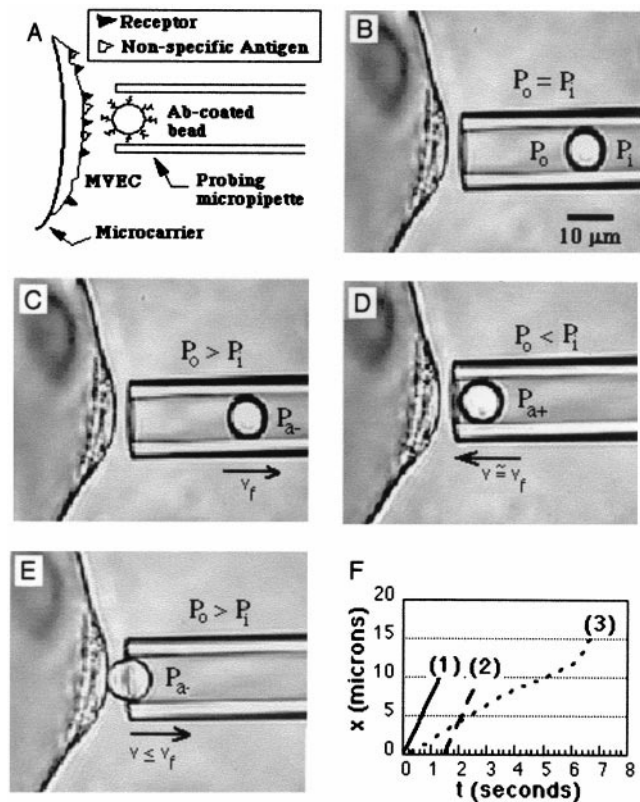 A
Receptor
Non-specific Antigen
Ab-coated
bead
MVEC
Probing
micropipette
Microcarrier
B
Po = Pi
Po
Pi
10 μm
C
Po > Pi
Pa-
vf
D
Po < Pi
Pa+
v ≅ vf
E
Po > Pi
Pa-
v ≤ vf
F
x (microns)
20
15
10
5
0
(1)
(2)
(3)
0 1 2 3 4 5 6 7 8
t (seconds)